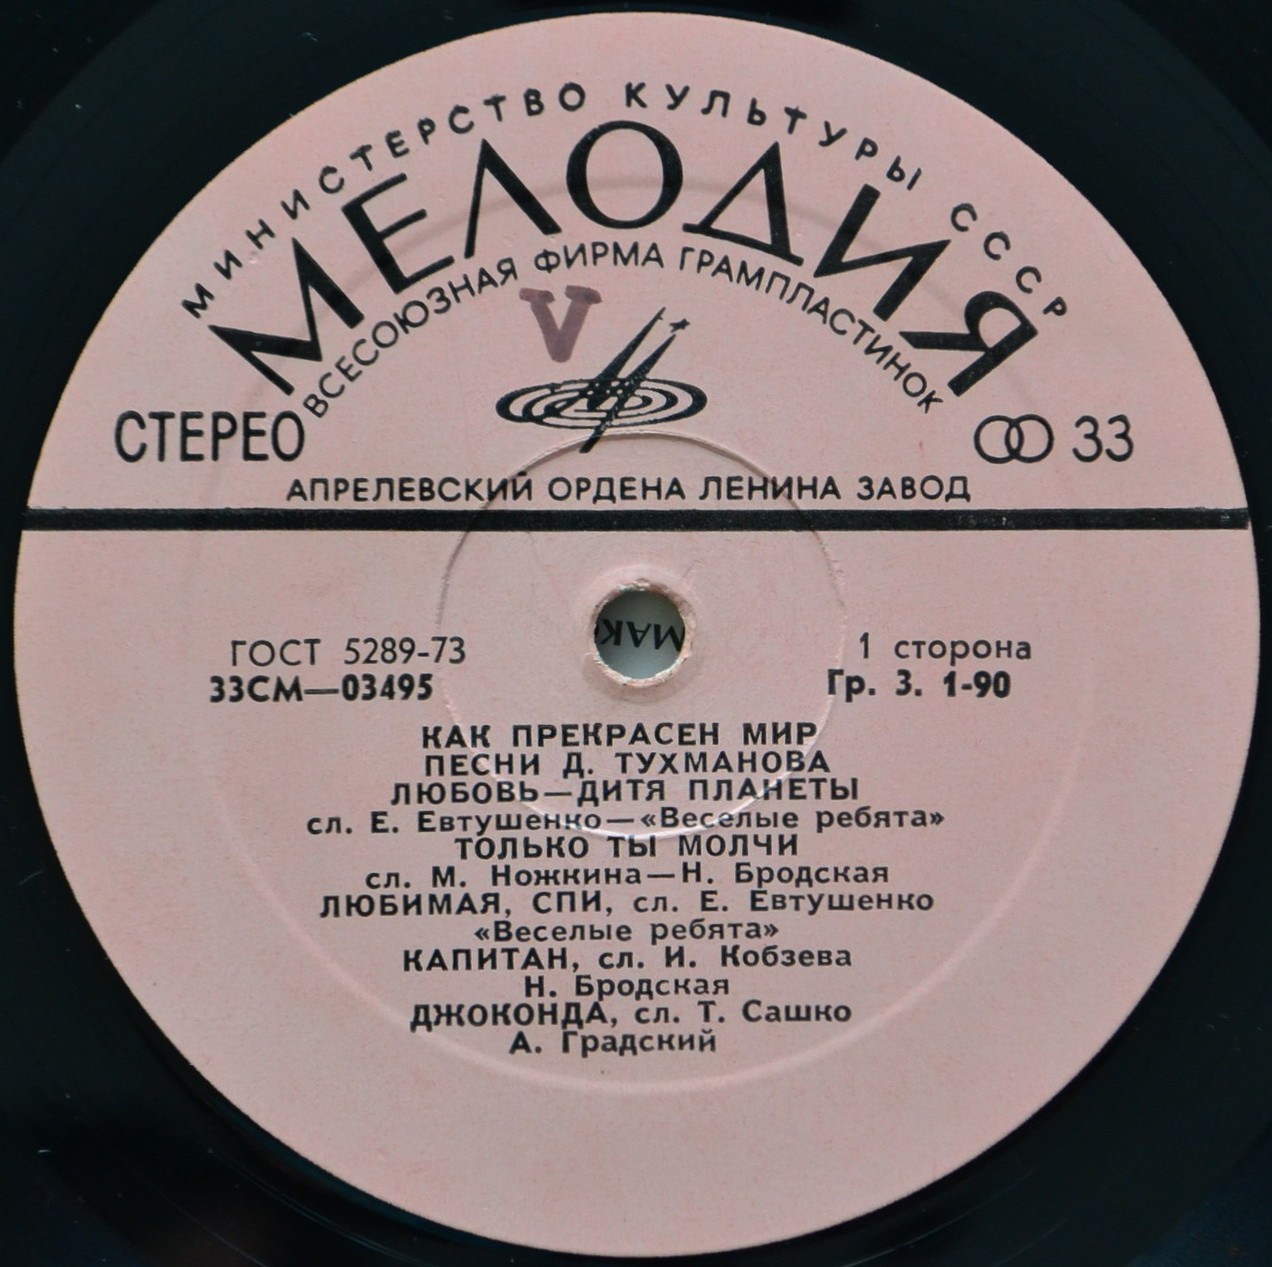 МИНИСТЕРСТВО КУЛЬТУРЫ СССР
МЕЛОДИЯ
ВСЕСОЮЗНАЯ ФИРМА ГРАМПЛАСТИНОК
V
СТЕРЕО
33
АПРЕЛЕВСКИЙ ОРДЕНА ЛЕНИНА ЗАВОД
МАК
ГОСТ 5289-73
1 сторона
33СМ—03495
Гр. 3. 1-90
КАК ПРЕКРАСЕН МИР
ПЕСНИ Д. ТУХМАНОВА
ЛЮБОВЬ—ДИТЯ ПЛАНЕТЫ
сл. Е. Евтушенко—«Веселые ребята»
ТОЛЬКО ТЫ МОЛЧИ
сл. М. Ножкина—Н. Бродская
ЛЮБИМАЯ, СПИ, сл. Е. Евтушенко
«Веселые ребята»
КАПИТАН, сл. И. Кобзева
Н. Бродская
ДЖОКОНДА, сл. Т. Сашко
А. Градский